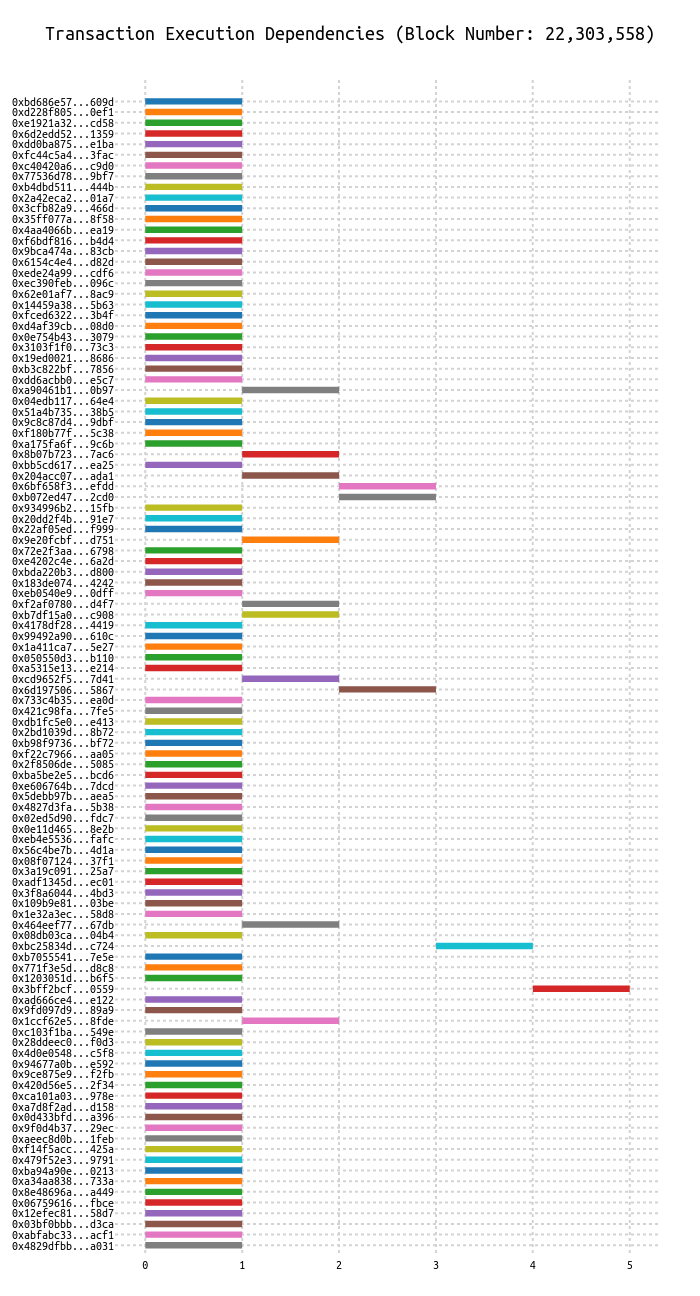 Transaction Execution Dependencies (Block Number: 22,303,558)
0xbd686e57...609d
0xd228f805...0ef1
0xe1921a32...cd58
0x6d2edd52...1359
0xdd0ba875...e1ba
0xfc44c5a4...3fac
0xc40420a6...c9d0
0x77536d78...9bf7
0xb4dbd511...444b
0x2a42eca2...01a7
0x3cfb82a9...466d
0x35ff077a...8f58
0x4aa4066b...ea19
0xf6bdf816...b4d4
0x9bca474a...83cb
0x6154c4e4...d82d
0xede24a99...cdf6
0xec390feb...096c
0x62e01af7...8ac9
0x14459a38...5b63
0xfced6322...3b4f
0xd4af39cb...08d0
0x0e754b43...3079
0x3103f1f0...73c3
0x19ed0021...8686
0xb3c822bf...7856
0xdd6acbb0...e5c7
0xa90461b1...0b97
0x04edb117...64e4
0x51a4b735...38b5
0x9c8c87d4...9dbf
0xf180b77f...5c38
0xa175fa6f...9c6b
0x8b07b723...7ac6
0xbb5cd617...ea25
0x204acc07...ada1
0x6bf658f3...efdd
0xb072ed47...2cd0
0x934996b2...15fb
0x20dd2f4b...91e7
0x22af05ed...f999
0x9e20fcbf...d751
0x72e2f3aa...6798
0xe4202c4e...6a2d
0xbda220b3...d800
0x183de074...4242
0xeb0540e9...0dff
0xf2af0780...d4f7
0xb7df15a0...c908
0x4178df28...4419
0x99492a90...610c
0x1a411ca7...5e27
0x050550d3...b110
0xa5315e13...e214
0xcd9652f5...7d41
0x6d197506...5867
0x733c4b35...ea0d
0x421c98fa...7fe5
0xdb1fc5e0...e413
0x2bd1039d...8b72
0xb98f9736...bf72
0xf22c7966...aa05
0x2f8506de...5085
0xba5be2e5...bcd6
0xe606764b...7dcd
0x5debb97b...aea5
0x4827d3fa...5b38
0x02ed5d90...fdc7
0x0e11d465...8e2b
0xeb4e5536...fafc
0x56c4be7b...4d1a
0x08f07124...37f1
0x3a19c091...25a7
0xadf1345d...ec01
0x3f8a6044...4bd3
0x109b9e81...03be
0x1e32a3ec...58d8
0x464eef77...67db
0x08db03ca...04b4
0xbc25834d...c724
0xb7055541...7e5e
0x771f3e5d...d8c8
0x1203051d...b6f5
0x3bff2bcf...0559
0xad666ce4...e122
0x9fd097d9...89a9
0x1ccf62e5...8fde
0xc103f1ba...549e
0x28ddeec0...f0d3
0x4d0e0548...c5f8
0x94677a0b...e592
0x9ce875e9...f2fb
0x420d56e5...2f34
0xca101a03...978e
0xa7d8f2ad...d158
0x0d433bfd...a396
0x9f0d4b37...29ec
0xaeec8d0b...1feb
0xf14f5acc...425a
0x479f52e3...9791
0xba94a90e...0213
0xa34aa838...733a
0x8e48696a...a449
0x06759616...fbce
0x12efec81...58d7
0x03bf0bbb...d3ca
0xabfabc33...acf1
0x4829dfbb...a031
0 1 2 3 4 5